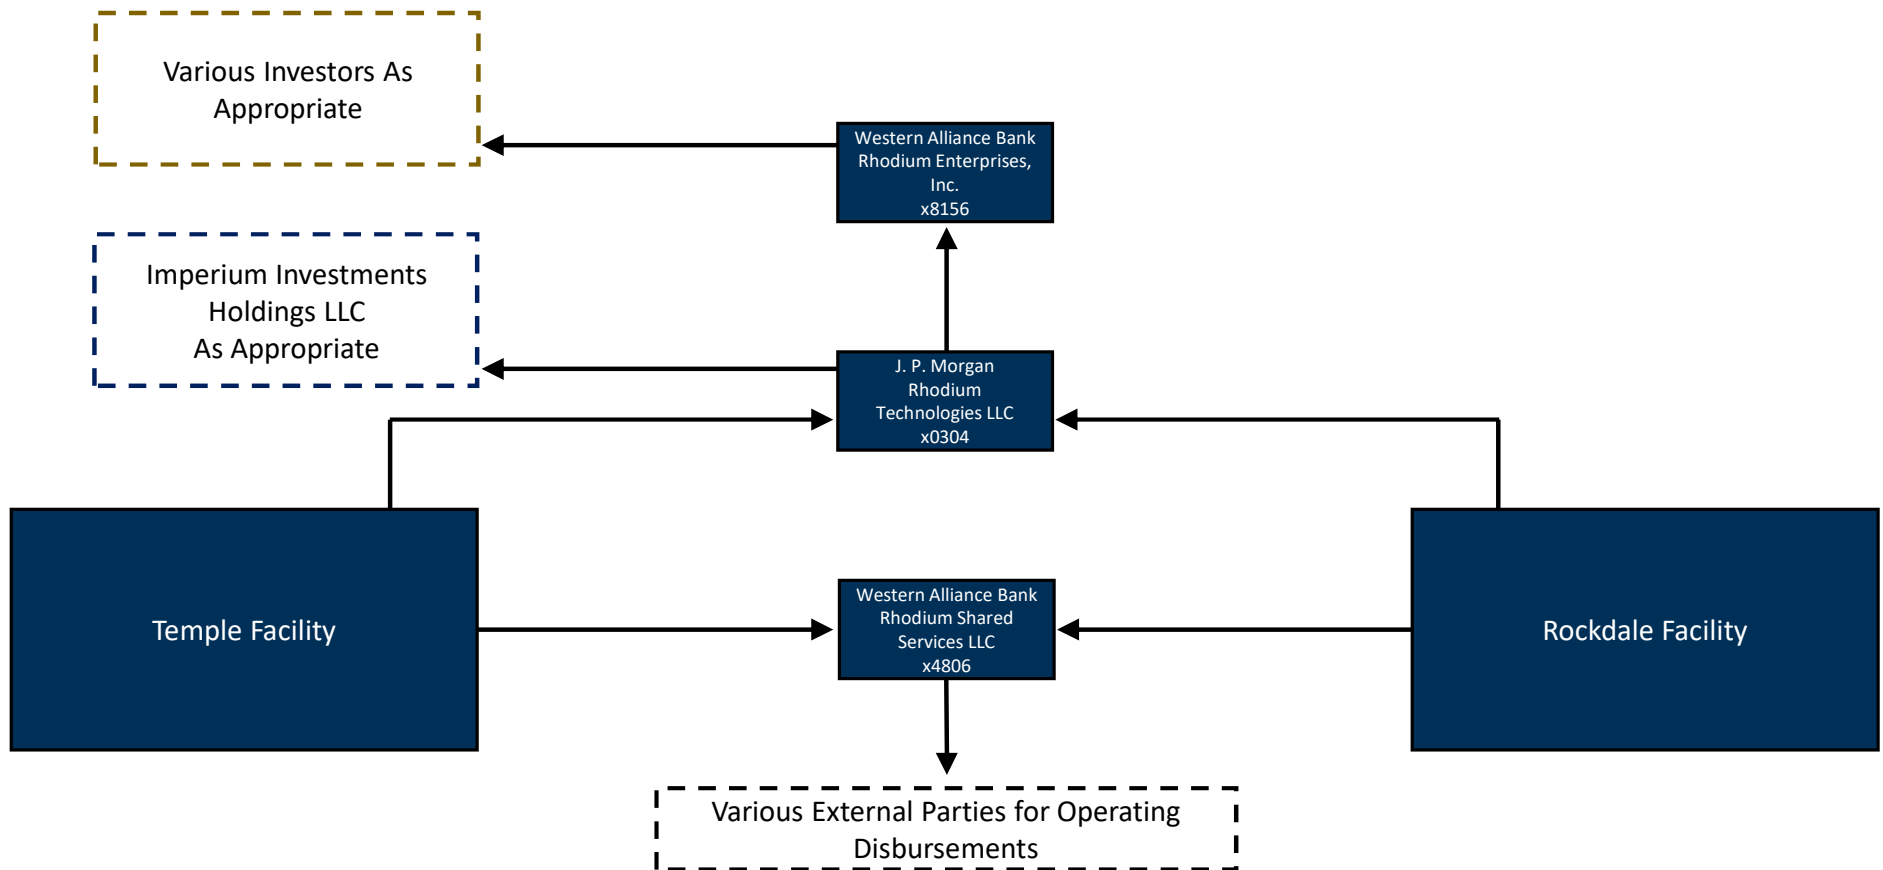 Various Investors As
Appropriate
Western Alliance Bank
Rhodium Enterprises,
Inc.
x8156
Imperium Investments
Holdings LLC
As Appropriate
J. P. Morgan
Rhodium
Technologies LLC
x0304
Temple Facility
Western Alliance Bank
Rhodium Shared
Services LLC
x4806
Rockdale Facility
Various External Parties for Operating
Disbursements